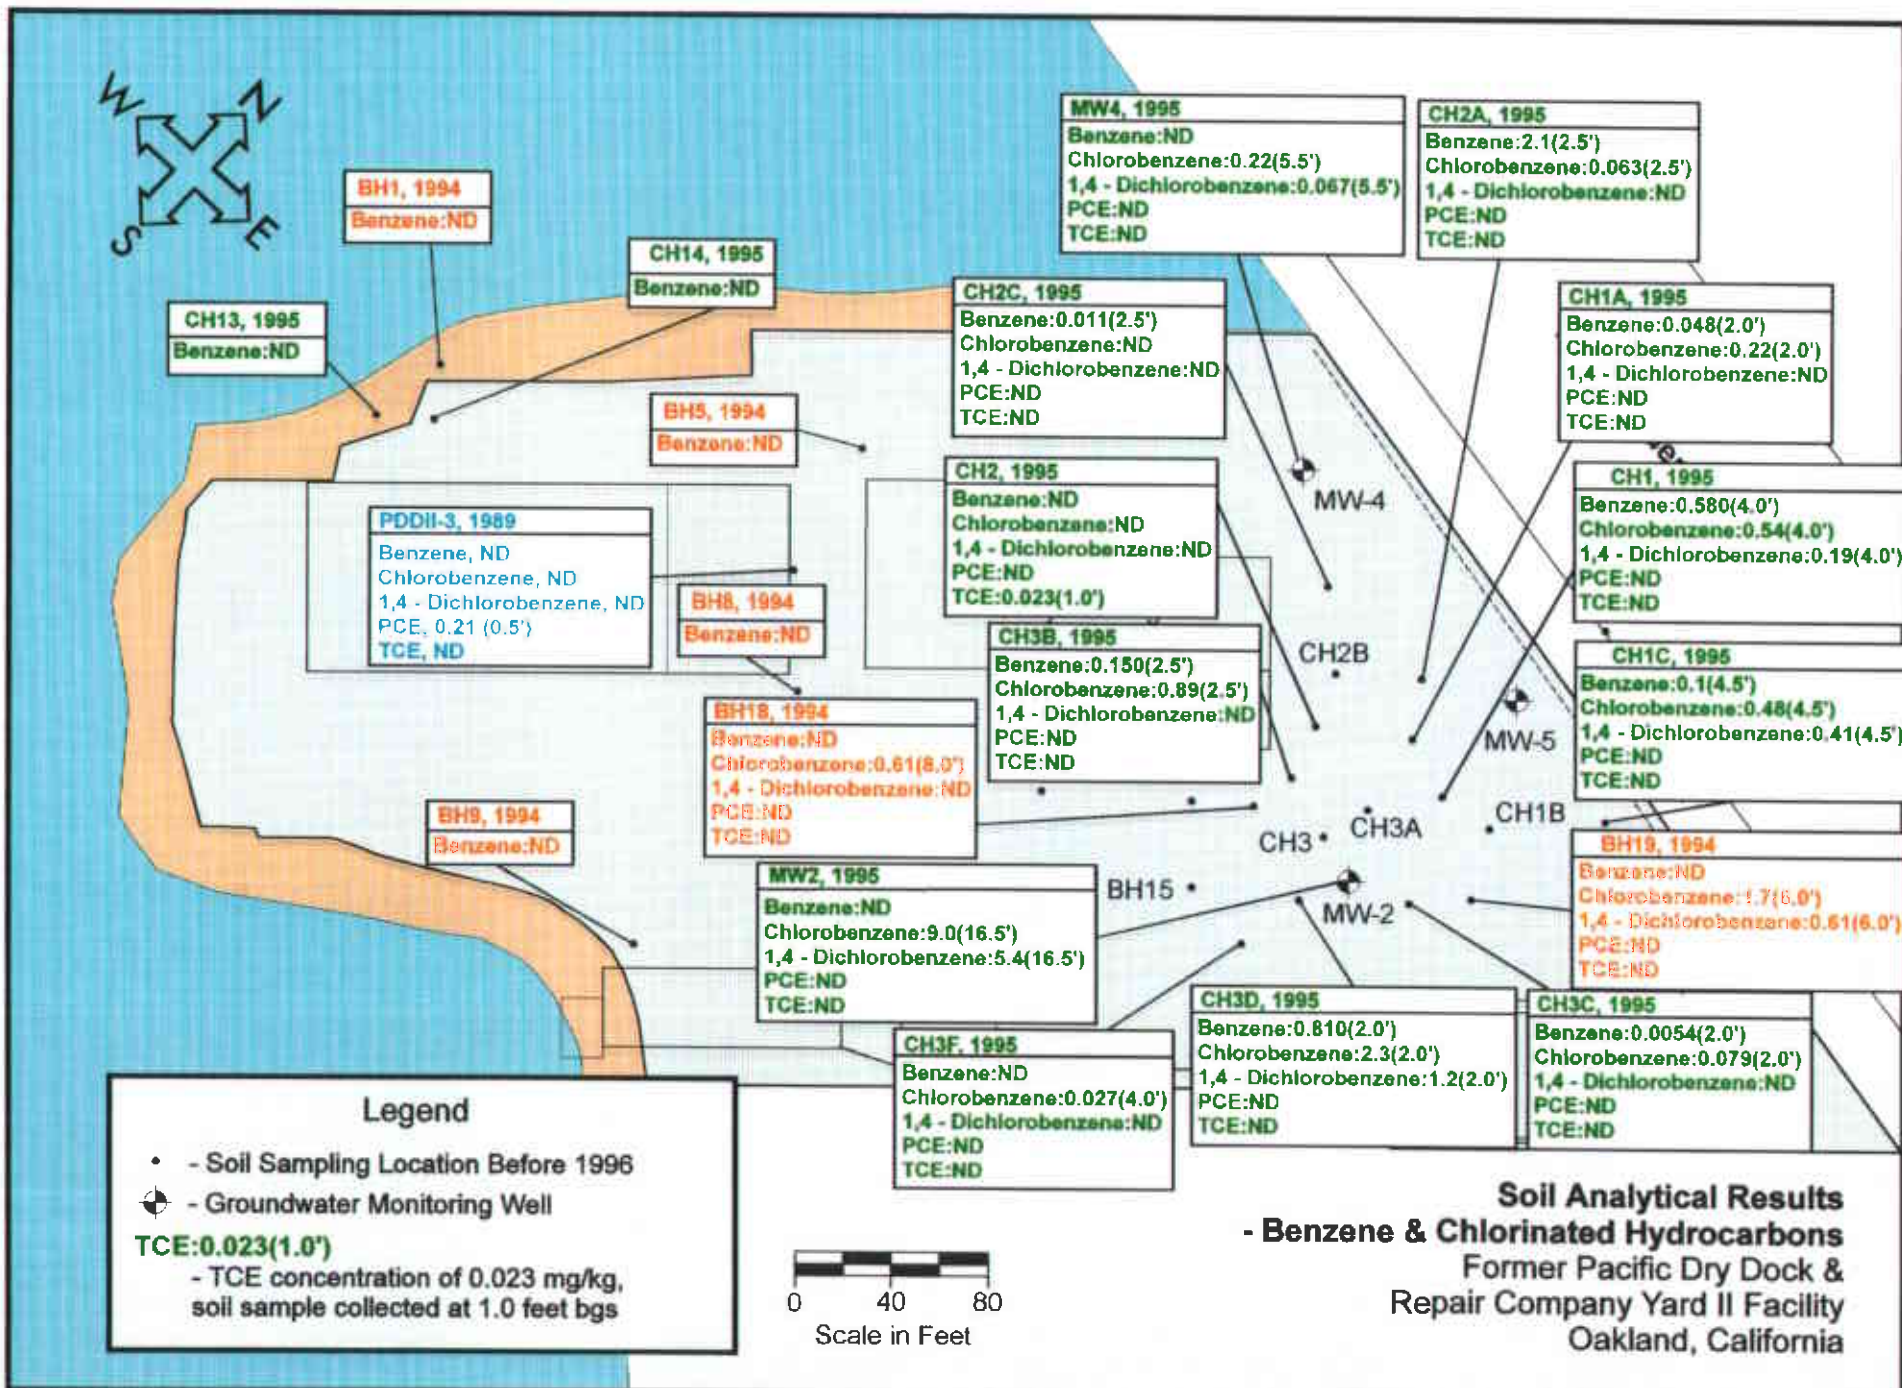 W
N
S
E
BH1, 1994
Benzene:ND
CH14, 1995
Benzene:ND
CH13, 1995
Benzene:ND
MW4, 1995
Benzene:ND
Chlorobenzene:0.22(5.5')
1,4 - Dichlorobenzene:0.067(5.5')
PCE:ND
TCE:ND
CH2A, 1995
Benzene:2.1(2.5')
Chlorobenzene:0.063(2.5')
1,4 - Dichlorobenzene:ND
PCE:ND
TCE:ND
CH2C, 1995
Benzene:0.011(2.5')
Chlorobenzene:ND
1,4 - Dichlorobenzene:ND
PCE:ND
TCE:ND
CH1A, 1995
Benzene:0.048(2.0')
Chlorobenzene:0.22(2.0')
1,4 - Dichlorobenzene:ND
PCE:ND
TCE:ND
BH5, 1994
Benzene:ND
CH2, 1995
Benzene:ND
Chlorobenzene:ND
1,4 - Dichlorobenzene:ND
PCE:ND
TCE:0.023(1.0')
MW-4
CH1, 1995
Benzene:0.580(4.0')
Chlorobenzene:0.54(4.0')
1,4 - Dichlorobenzene:0.19(4.0')
PCE:ND
TCE:ND
PDDII-3, 1989
Benzene, ND
Chlorobenzene, ND
1,4 - Dichlorobenzene, ND
PCE, 0.21 (0.5')
TCE, ND
BH8, 1994
Benzene:ND
CH3B, 1995
Benzene:0.150(2.5')
Chlorobenzene:0.89(2.5')
1,4 - Dichlorobenzene:ND
PCE:ND
TCE:ND
CH2B
CH1C, 1995
Benzene:0.1(4.5')
Chlorobenzene:0.48(4.5')
1,4 - Dichlorobenzene:0.41(4.5')
PCE:ND
TCE:ND
MW-5
BH18, 1994
Benzene:ND
Chlorobenzene:0.61(8.0')
1,4 - Dichlorobenzene:ND
PCE:ND
TCE:ND
BH9, 1994
Benzene:ND
CH3
CH3A
CH1B
BH19, 1994
Benzene:ND
Chlorobenzene:1.7(6.0')
1,4 - Dichlorobenzene:0.61(6.0')
PCE:ND
TCE:ND
MW2, 1995
Benzene:ND
Chlorobenzene:9.0(16.5')
1,4 - Dichlorobenzene:5.4(16.5')
PCE:ND
TCE:ND
BH15
MW-2
CH3F, 1995
Benzene:ND
Chlorobenzene:0.027(4.0')
1,4 - Dichlorobenzene:ND
PCE:ND
TCE:ND
CH3D, 1995
Benzene:0.810(2.0')
Chlorobenzene:2.3(2.0')
1,4 - Dichlorobenzene:1.2(2.0')
PCE:ND
TCE:ND
CH3C, 1995
Benzene:0.0054(2.0')
Chlorobenzene:0.079(2.0')
1,4 - Dichlorobenzene:ND
PCE:ND
TCE:ND
Legend
- Soil Sampling Location Before 1996
- Groundwater Monitoring Well
TCE:0.023(1.0')
- TCE concentration of 0.023 mg/kg,
soil sample collected at 1.0 feet bgs
0 40 80
Scale in Feet
Soil Analytical Results
- Benzene & Chlorinated Hydrocarbons
Former Pacific Dry Dock &
Repair Company Yard II Facility
Oakland, California